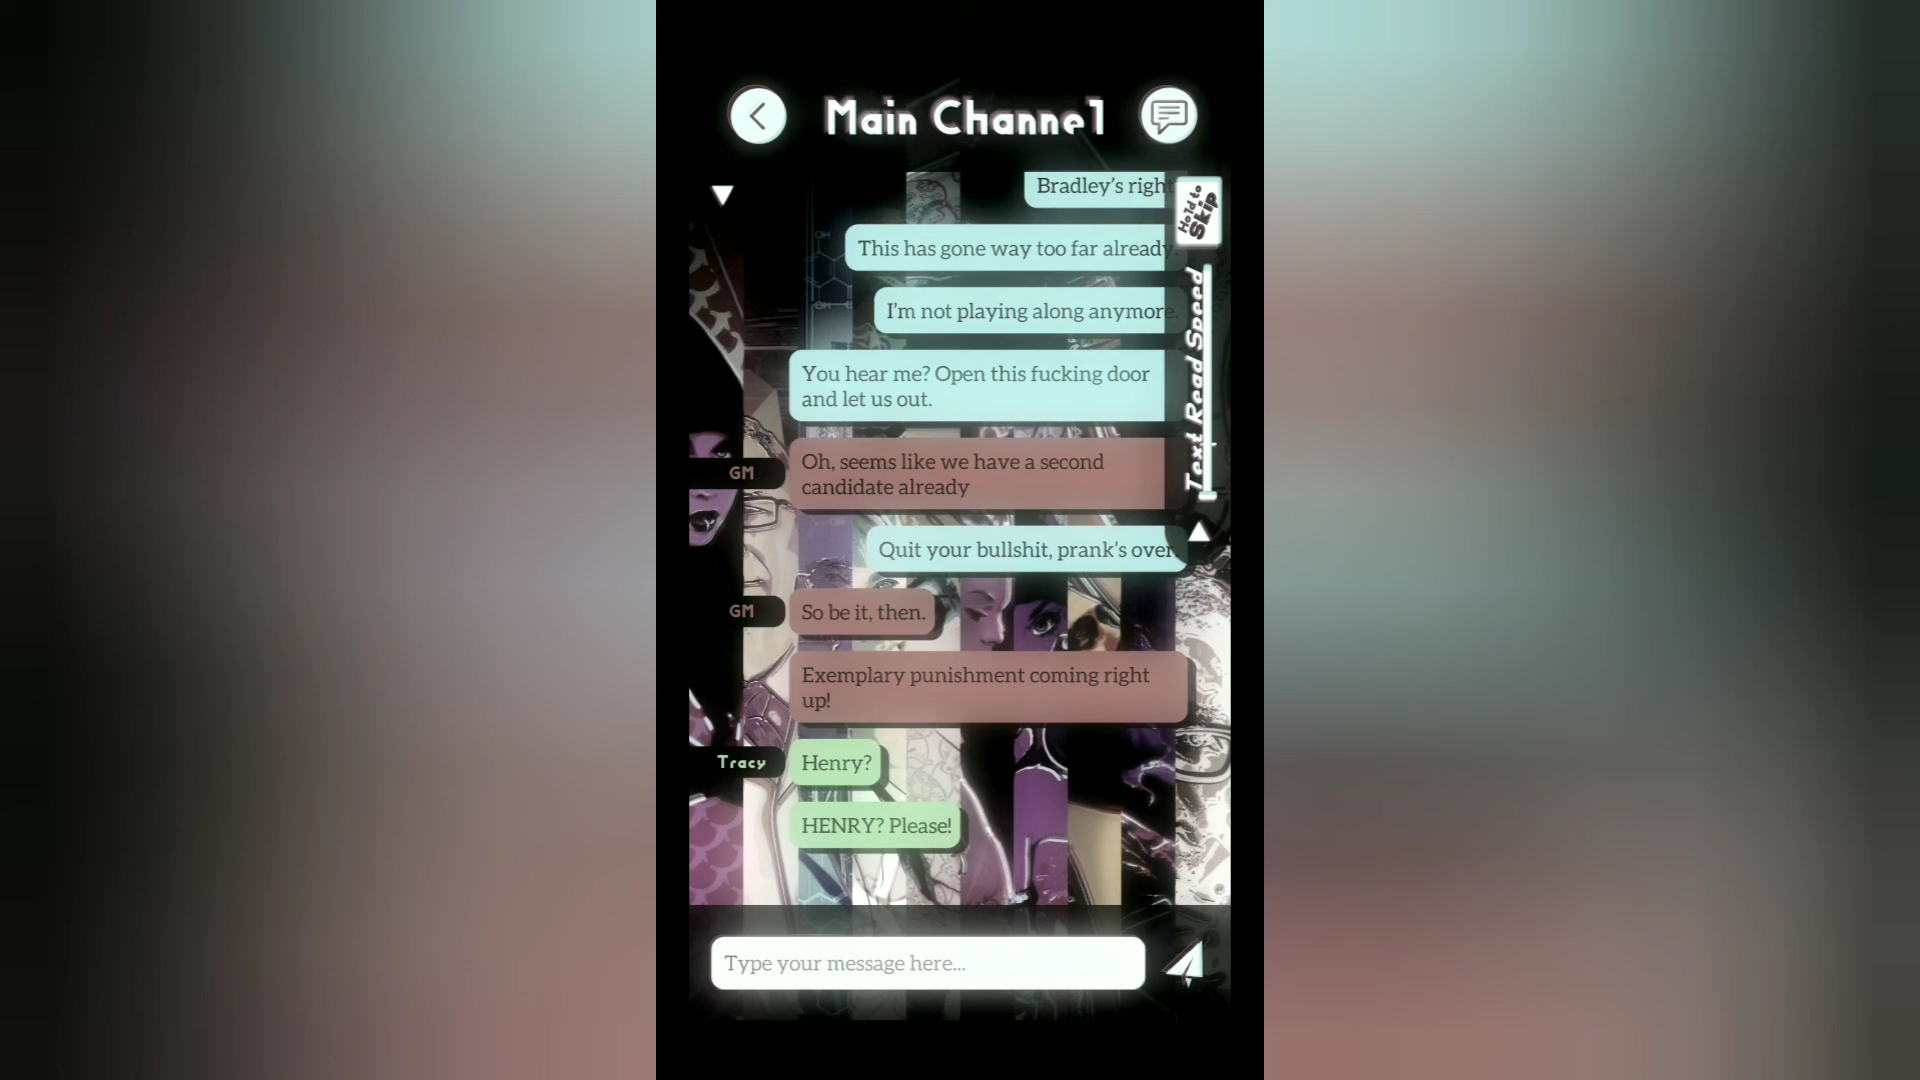 Main Channel
Bradley's right
Hold to
Skip
This has gone way too far already.
I'm not playing along anymore.
Text Read Speed
You hear me? Open this fucking door
and let us out.
GM
Oh, seems like we have a second
candidate already
Quit your bullshit, prank's over.
GM
So be it, then.
Exemplary punishment coming right
up!
Tracy
Henry?
HENRY? Please!
Type your message here...